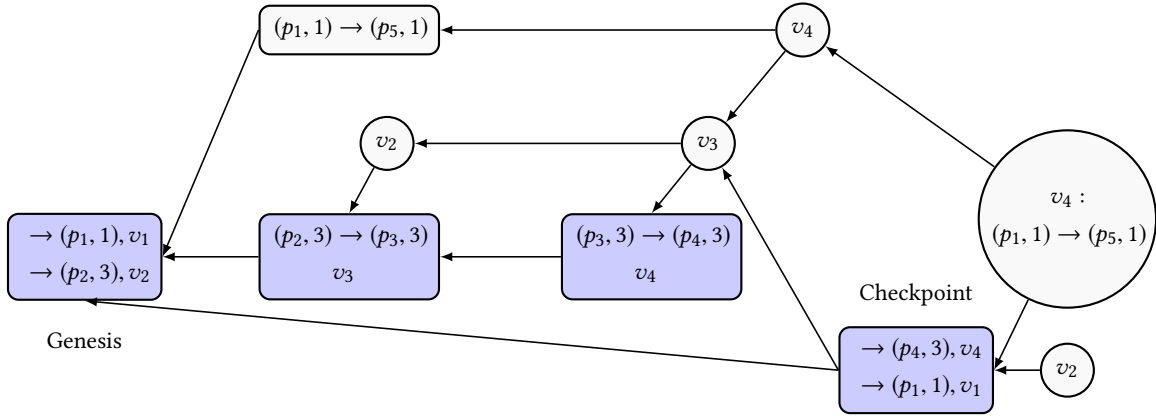 (p₁, 1) → (p₅, 1)
v₄
v₂
v₃
→ (p₁, 1), v₁
→ (p₂, 3), v₂
(p₂, 3) → (p₃, 3)
v₃
(p₃, 3) → (p₄, 3)
v₄
v₄ :
(p₁, 1) → (p₅, 1)
Genesis
Checkpoint
→ (p₄, 3), v₄
→ (p₁, 1), v₁
v₂